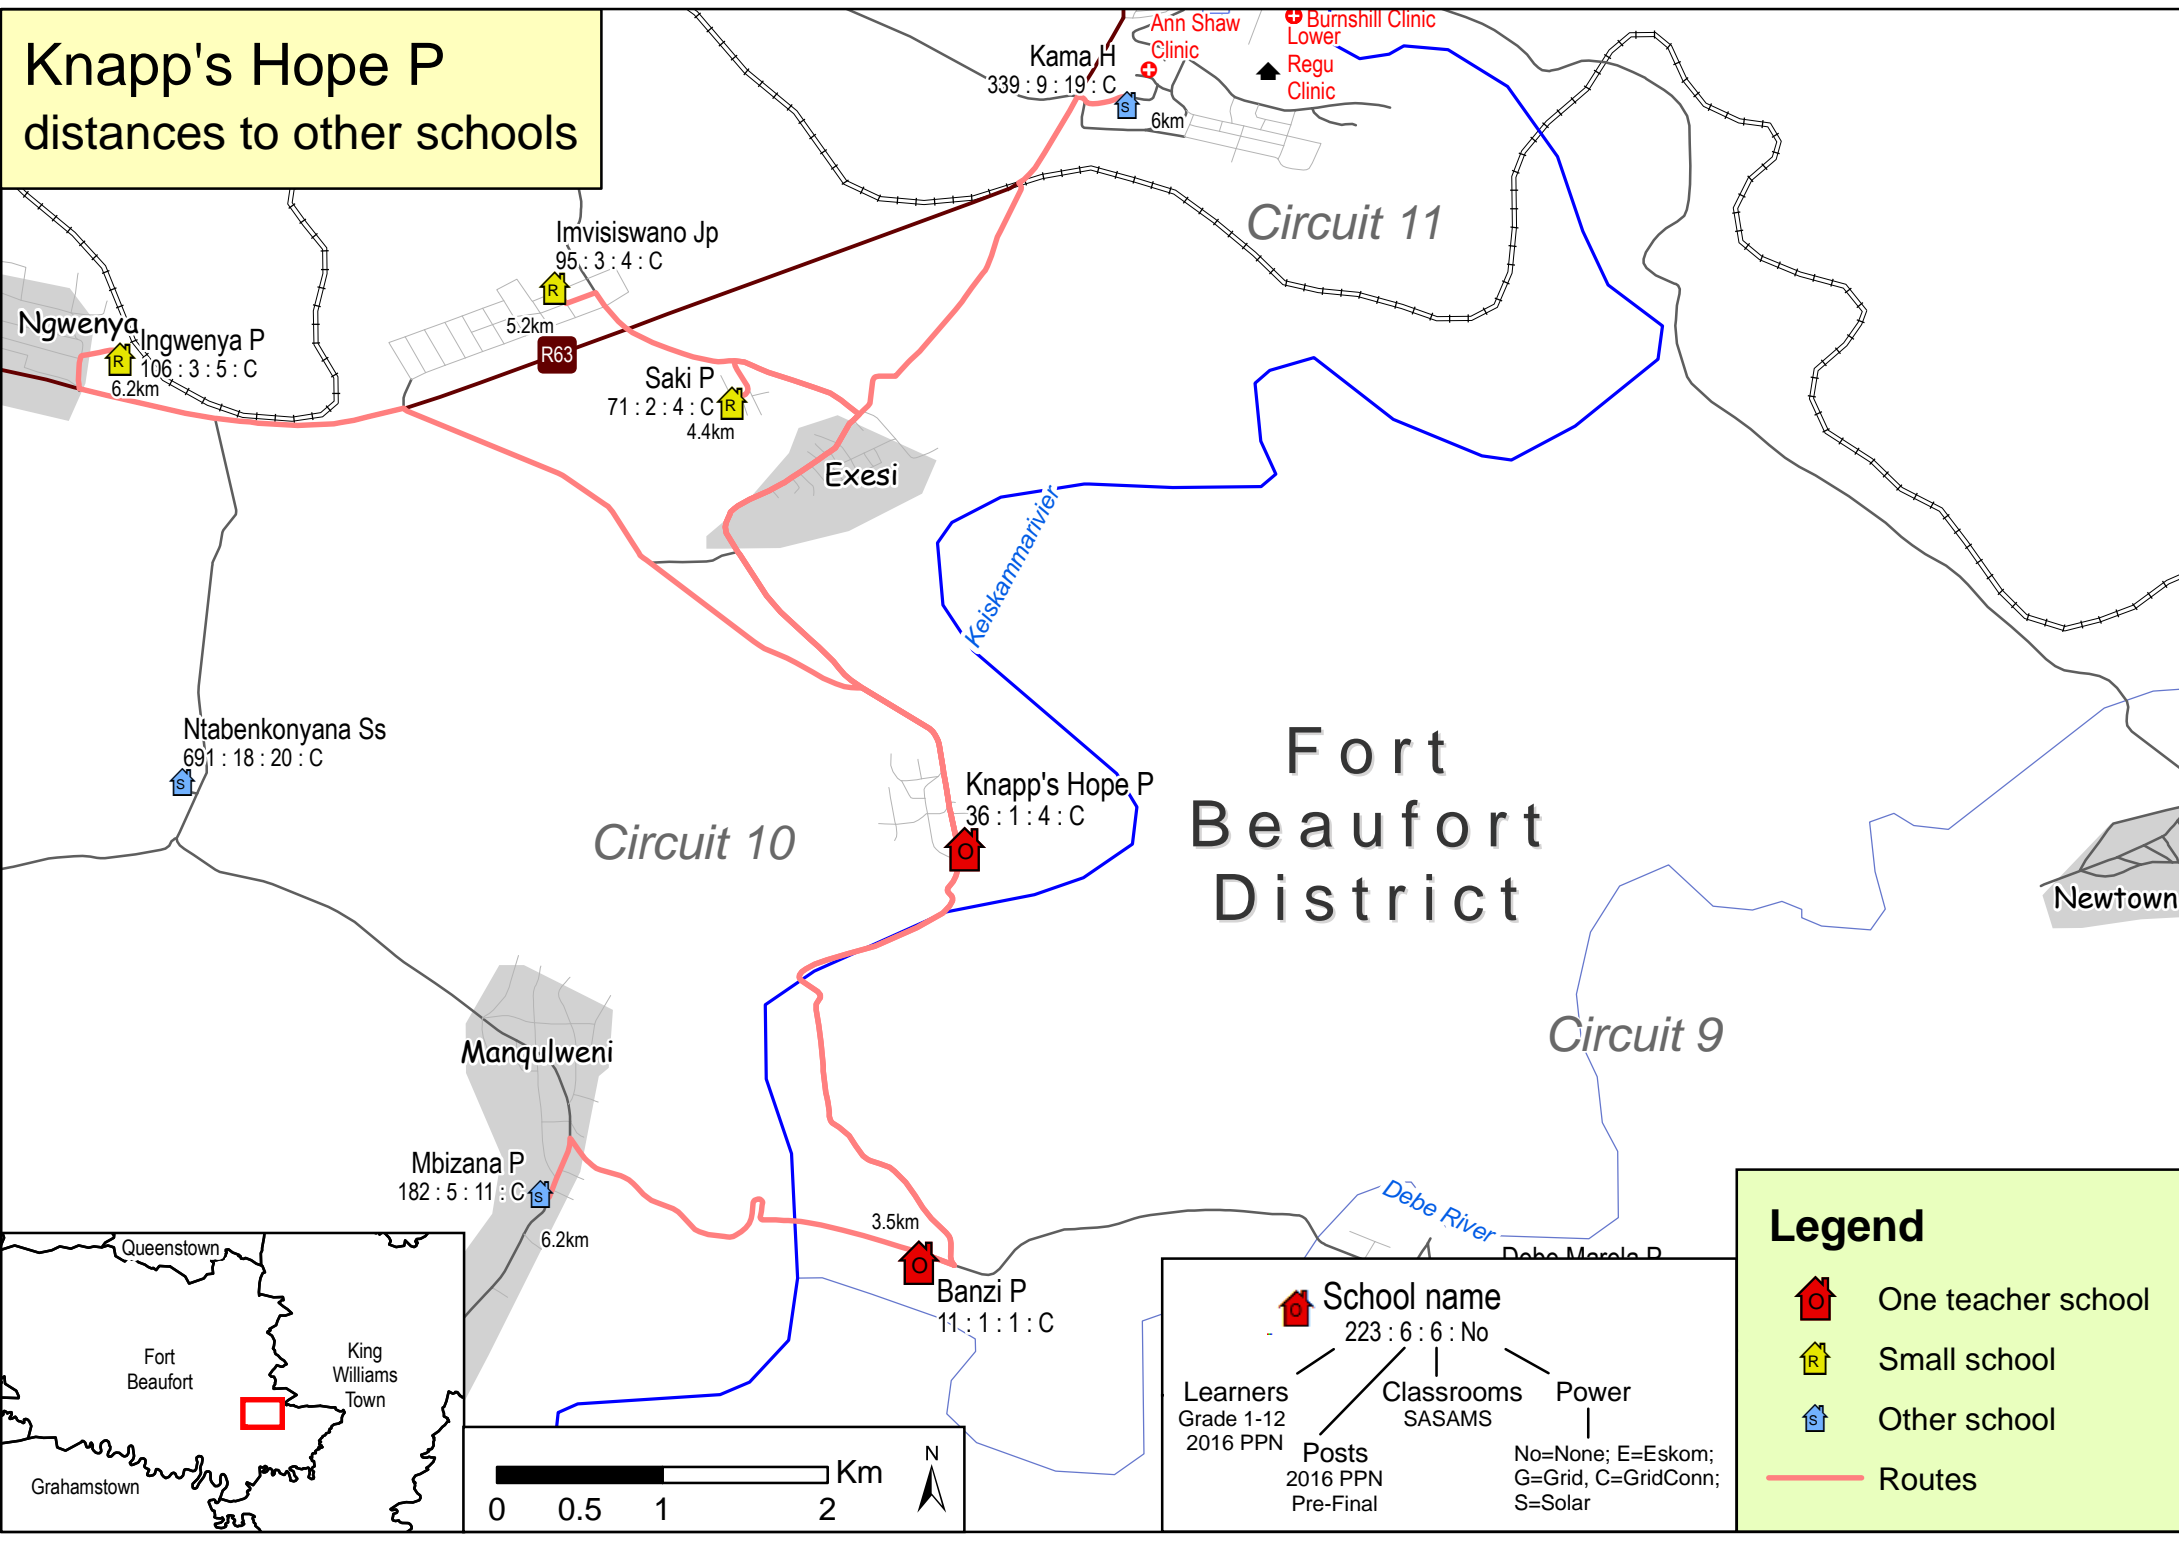 Knapp's Hope P
distances to other schools
Ann Shaw
Clinic
Burnshill Clinic
Lower
Regu
Clinic
Kama H
339 : 9 : 19 : C
6km
Circuit 11
Imvisiswano Jp
95 : 3 : 4 : C
R
5.2km
R63
Ngwenya
Ingwenya P
106 : 3 : 5 : C
R
6.2km
Saki P
71 : 2 : 4 : C
R
4.4km
Exesi
Keiskammarivier
Ntabenkonyana Ss
691 : 18 : 20 : C
S
Circuit 10
Knapp's Hope P
36 : 1 : 4 : C
O
Fort
Beaufort
District
Newtown
Circuit 9
Manqulweni
Mbizana P
182 : 5 : 11 : C
S
6.2km
3.5km
O
Banzi P
11 : 1 : 1 : C
Debe River
Queenstown
Fort
Beaufort
King
Williams
Town
Grahamstown
Km
0 0.5 1 2
N
O
School name
223 : 6 : 6 : No
Learners
Grade 1-12
2016 PPN
Posts
2016 PPN
Pre-Final
Classrooms
SASAMS
Power
No=None; E=Eskom;
G=Grid, C=GridConn;
S=Solar
Legend
O One teacher school
R Small school
S Other school
Routes